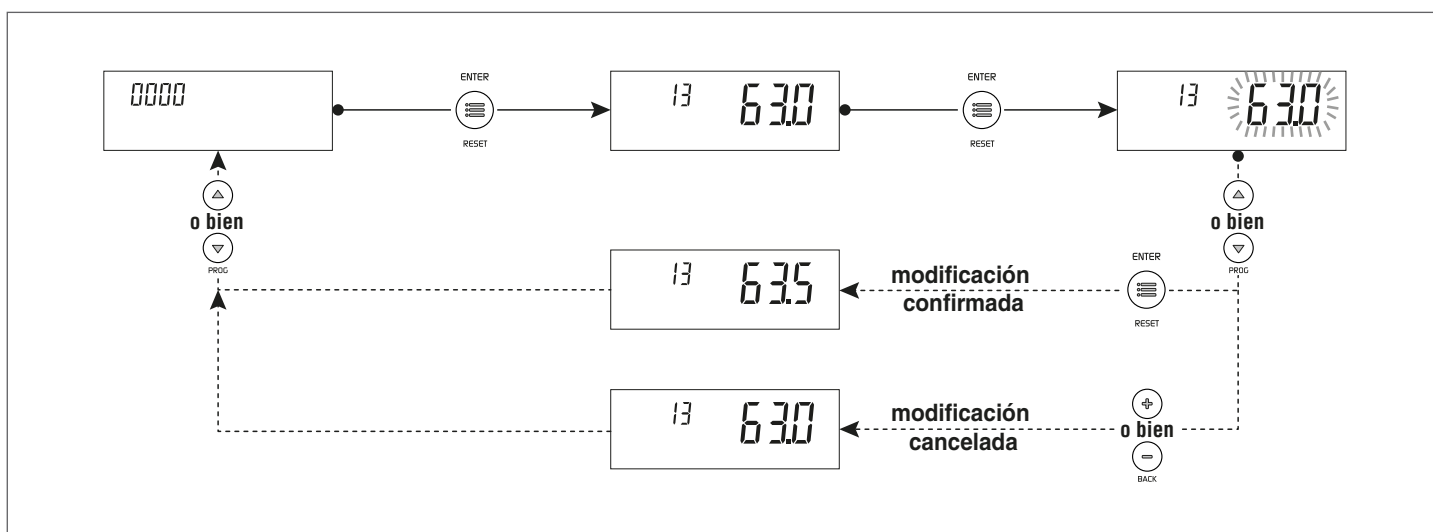 0000
ENTER
RESET
13 63.0
ENTER
RESET
13 63.0
o bien
PROG
o bien
PROG
13 63.5
modificación
confirmada
ENTER
RESET
13 63.0
modificación
cancelada
+
o bien
−
BACK